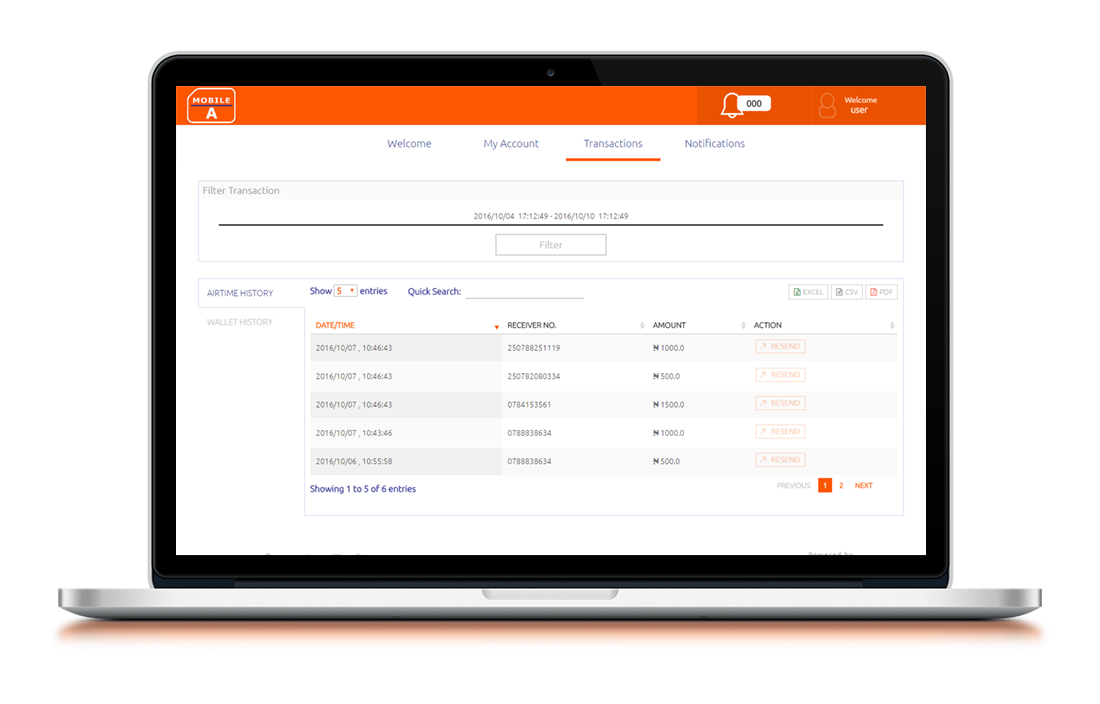 MOBILE
A
000
Welcome
user
Welcome My Account Transactions Notifications
Filter Transaction
2016/10/04 17:12:49 - 2016/10/10 17:12:49
Filter
AIRTIME HISTORY
WALLET HISTORY
Show 5 entries Quick Search: EXCEL CSV PDF
DATE/TIME RECEIVER NO. AMOUNT ACTION
2016/10/07 , 10:46:43 250788251119 ₦ 1000.0 RESEND
2016/10/07 , 10:46:43 250782080334 ₦ 500.0 RESEND
2016/10/07 , 10:46:43 0784153561 ₦ 1500.0 RESEND
2016/10/07 , 10:43:46 0788838634 ₦ 1000.0 RESEND
2016/10/06 , 10:55:58 0788838634 ₦ 500.0 RESEND
Showing 1 to 5 of 6 entries PREVIOUS 1 2 NEXT
Powered by